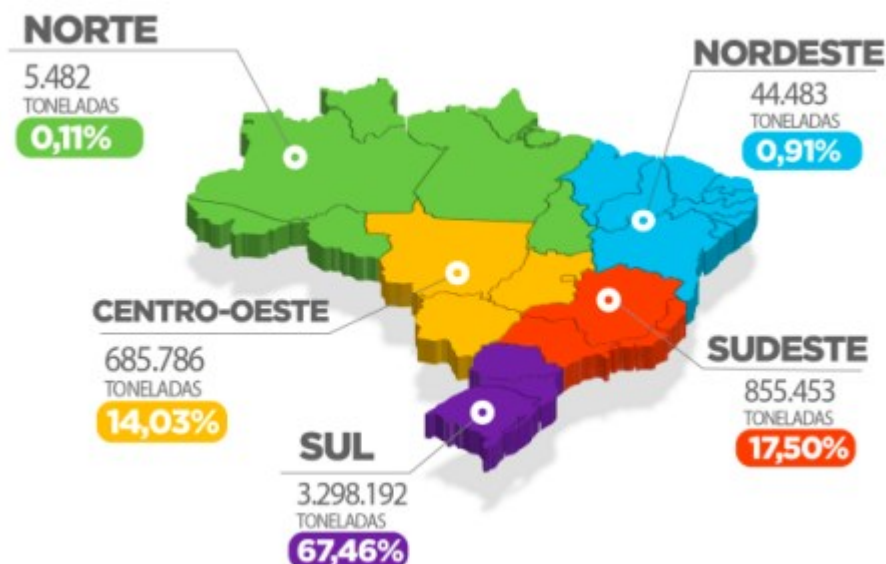 NORTE
5.482
TONELADAS
0,11%
NORDESTE
44.483
TONELADAS
0,91%
CENTRO-OESTE
685.786
TONELADAS
14,03%
SUDESTE
855.453
TONELADAS
17,50%
SUL
3.298.192
TONELADAS
67,46%